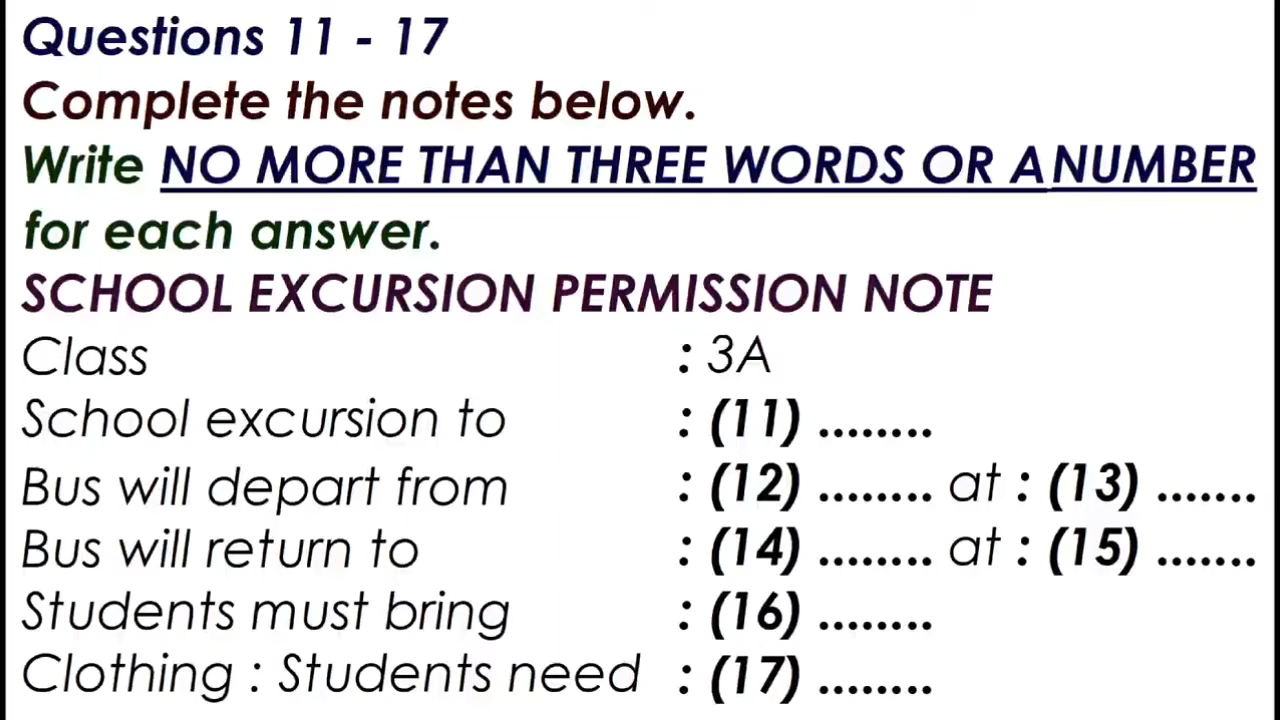 Questions 11 - 17
Complete the notes below.
Write NO MORE THAN THREE WORDS OR A NUMBER
for each answer.
SCHOOL EXCURSION PERMISSION NOTE
Class : 3A
School excursion to : (11) ........
Bus will depart from : (12) ........ at : (13) .......
Bus will return to : (14) ........ at : (15) .......
Students must bring : (16) ........
Clothing : Students need : (17) ........